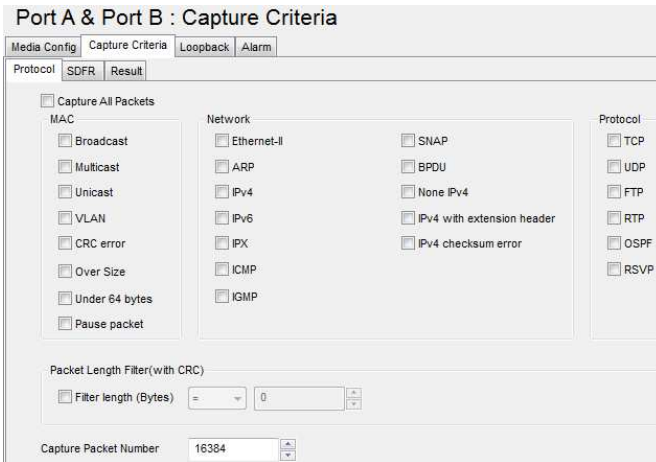 Port A & Port B : Capture Criteria
Media Config Capture Criteria Loopback Alarm
Protocol SDFR Result
Capture All Packets
MAC Network Protocol
Broadcast Ethernet-II SNAP TCP
Multicast ARP BPDU UDP
Unicast IPv4 None IPv4 FTP
VLAN IPv6 IPv4 with extension header RTP
CRC error IPX IPv4 checksum error OSPF
Over Size ICMP RSVP
Under 64 bytes IGMP
Pause packet
Packet Length Filter(with CRC)
Filter length (Bytes) = 0
Capture Packet Number 16384